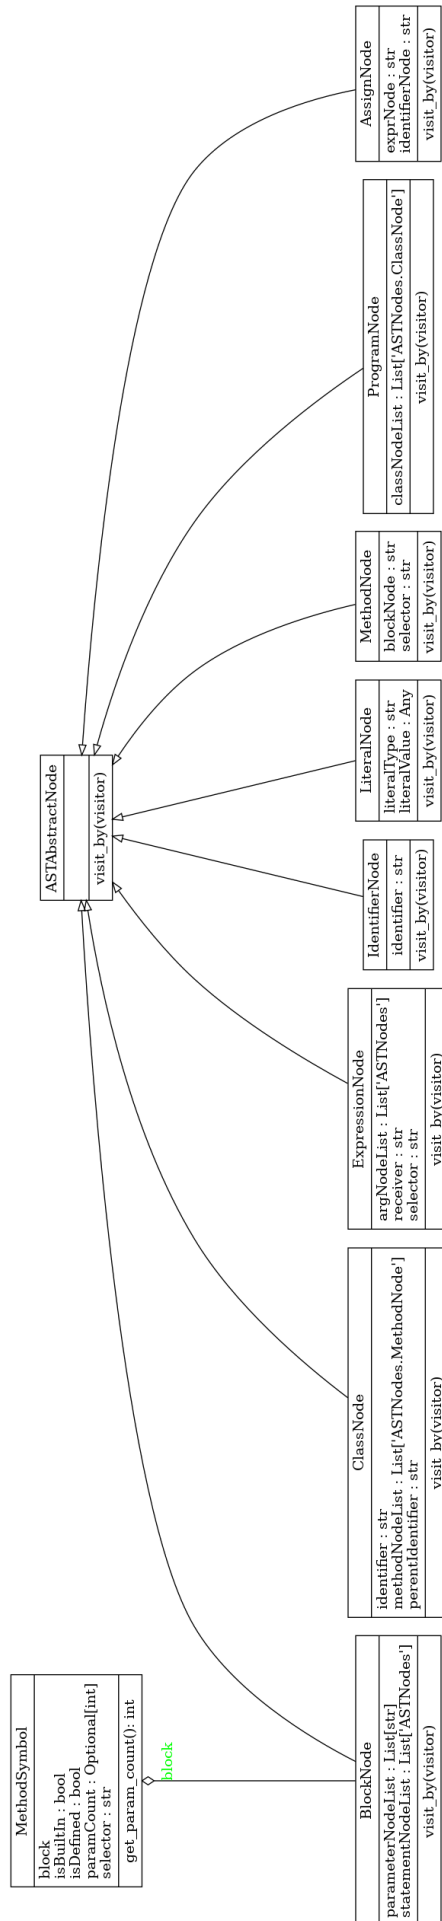 MethodSymbol
block
isBuiltIn : bool
isDefined : bool
paramCount : Optional[int]
selector : str
get_param_count(): int
block
ASTAbstractNode
visit_by(visitor)
BlockNode
parameterNodeList : List[str]
statementNodeList : List['ASTNodes']
visit_by(visitor)
ClassNode
identifier : str
methodNodeList : List['ASTNodes.MethodNode']
perentIdentifier : str
visit_by(visitor)
ExpressionNode
argNodeList : List['ASTNodes']
receiver : str
selector : str
visit_by(visitor)
IdentifierNode
identifier : str
visit_by(visitor)
LiteralNode
literalType : str
literalValue : Any
visit_by(visitor)
MethodNode
blockNode : str
selector : str
visit_by(visitor)
ProgramNode
classNodeList : List['ASTNodes.ClassNode']
visit_by(visitor)
AssignNode
exprNode : str
identifierNode : str
visit_by(visitor)